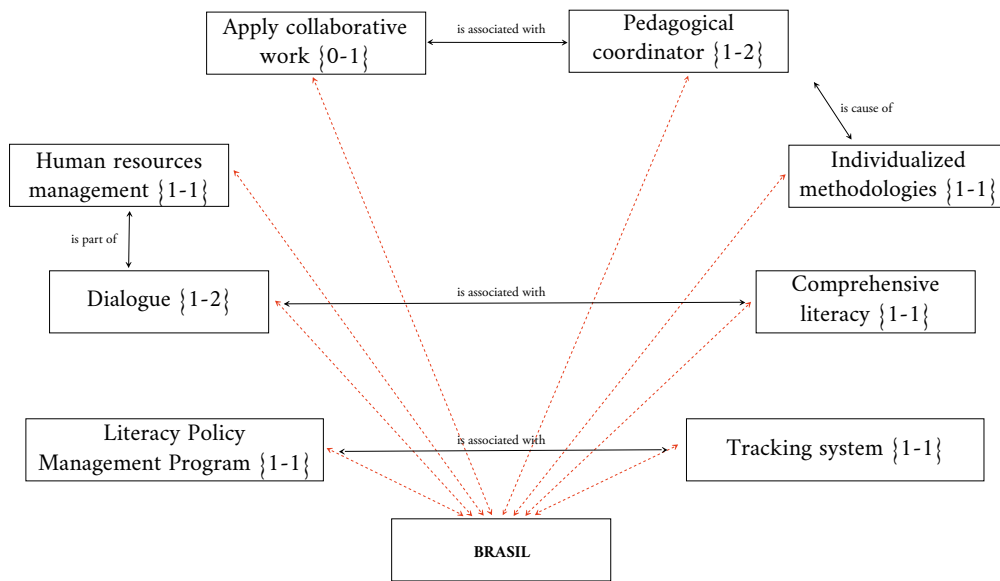 Apply collaborative
work {0-1{
is associated with
Pedagogical
coordinator {1-2{
is cause of
Human resources
management {1-1{
Individualized
methodologies {1-1{
is part of
Dialogue {1-2{
is associated with
Comprehensive
literacy {1-1{
Literacy Policy
Management Program {1-1{
is associated with
Tracking system {1-1{
BRASIL